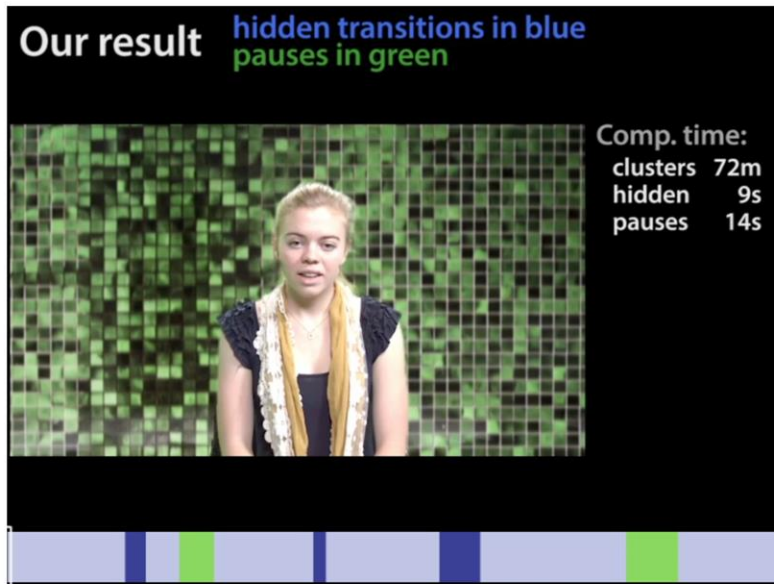 Our result
hidden transitions in blue
pauses in green
Comp. time:
clusters 72m
hidden 9s
pauses 14s